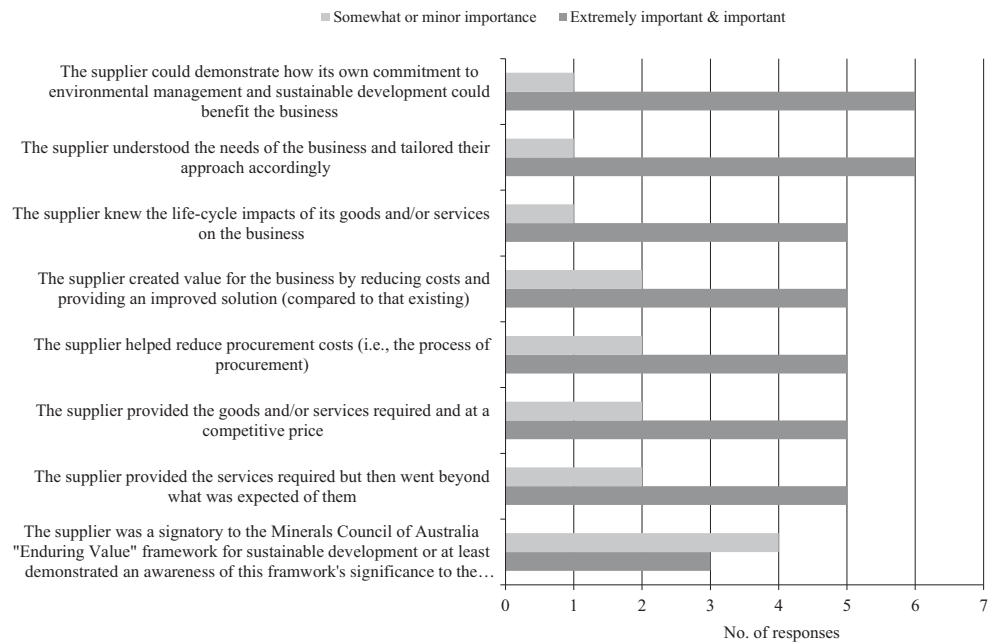 Somewhat or minor importance Extremely important & important
The supplier could demonstrate how its own commitment to
environmental management and sustainable development could
benefit the business
The supplier understood the needs of the business and tailored their
approach accordingly
The supplier knew the life-cycle impacts of its goods and/or services
on the business
The supplier created value for the business by reducing costs and
providing an improved solution (compared to that existing)
The supplier helped reduce procurement costs (i.e., the process of
procurement)
The supplier provided the goods and/or services required and at a
competitive price
The supplier provided the services required but then went beyond
what was expected of them
The supplier was a signatory to the Minerals Council of Australia
"Enduring Value" framework for sustainable development or at least
demonstrated an awareness of this framwork's significance to the…
0 1 2 3 4 5 6 7
No. of responses